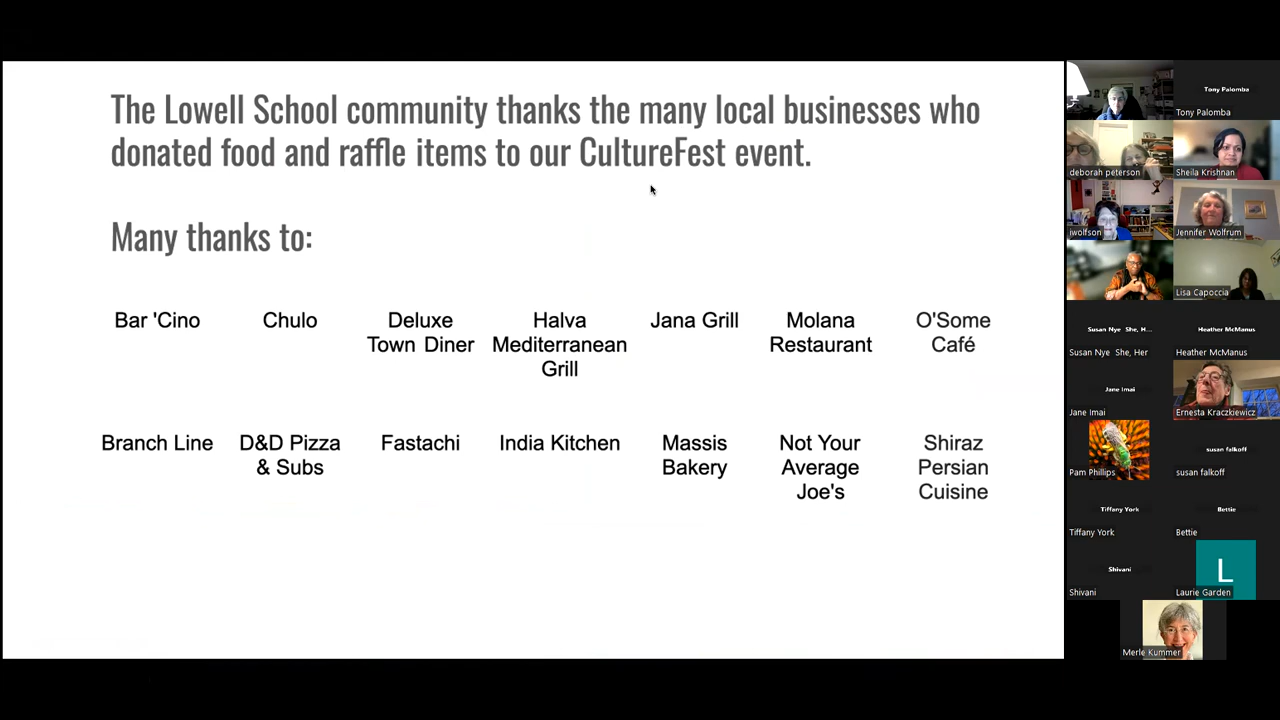 The Lowell School community thanks the many local businesses who
donated food and raffle items to our CultureFest event.
Many thanks to:
Bar 'Cino
Chulo
Deluxe
Town Diner
Halva
Mediterranean
Grill
Jana Grill
Molana
Restaurant
O'Some
Café
Branch Line
D&D Pizza
& Subs
Fastachi
India Kitchen
Massis
Bakery
Not Your
Average
Joe's
Shiraz
Persian
Cuisine
Tony Palomba
Tony Palomba
deborah peterson
Sheila Krishnan
iwolfson
Jennifer Wolfrum
Lisa Capoccia
Susan Nye She, H...
Susan Nye She, Her
Heather McManus
Heather McManus
Jane Imai
Jane Imai
Ernesta Kraczkiewicz
Pam Phillips
susan falkoff
susan falkoff
Tiffany York
Tiffany York
Bettie
Bettie
Shivani
Shivani
L
Laurie Garden
Merle Kummer